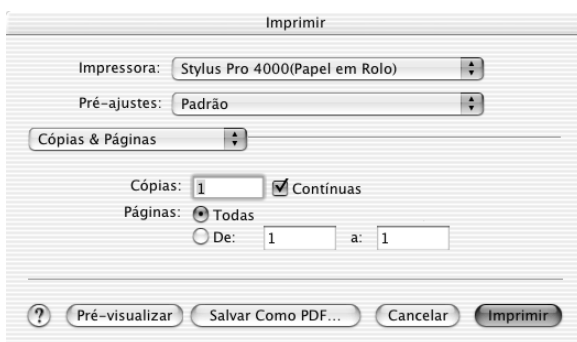 Imprimir
Impressora: Stylus Pro 4000(Papel em Rolo)
Pré-ajustes: Padrão
Cópias & Páginas
Cópias: 1 Contínuas
Páginas: Todas
De: 1 a: 1
? Pré-visualizar Salvar Como PDF... Cancelar Imprimir